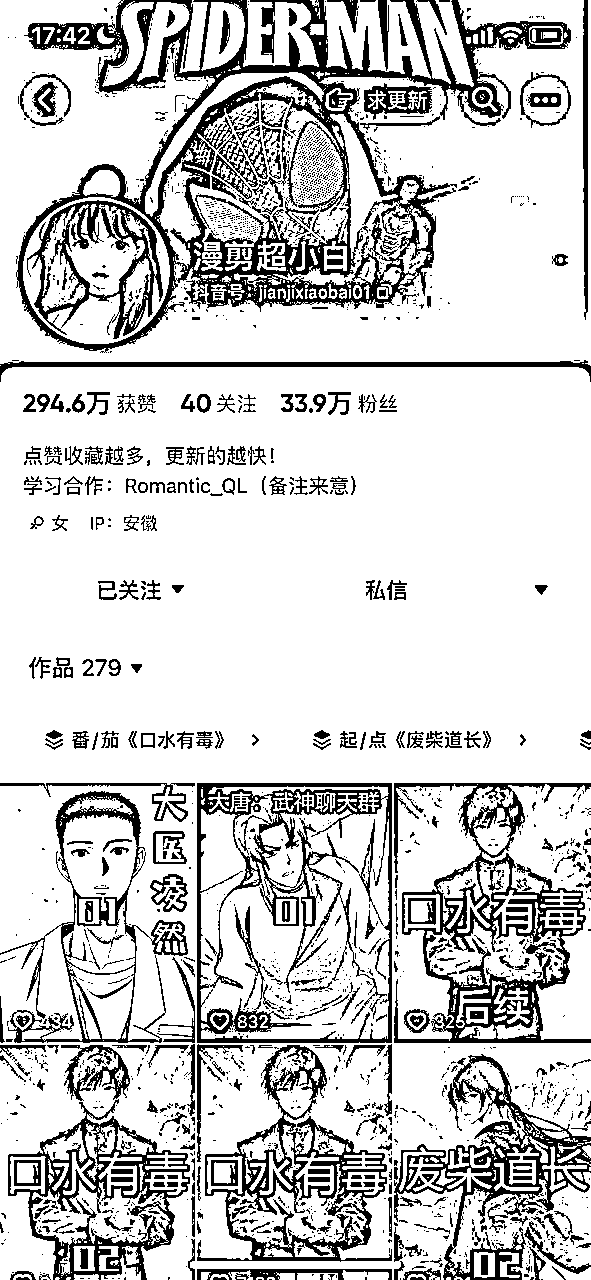 SPIDER-MAN
17:42
求更新
漫剪超小白
抖音号：jianjixiaobai01
294.6万 获赞 40 关注 33.9万 粉丝
点赞收藏越多，更新的越快！
学习合作：Romantic_QL（备注来意）
女 IP：安徽
已关注 私信
作品 279
番/茄《口水有毒》 起/点《废柴道长》
大医凌然
01
大唐：武神聊天群
01
832
口水有毒
后续
口水有毒
02
口水有毒
废柴道长
02